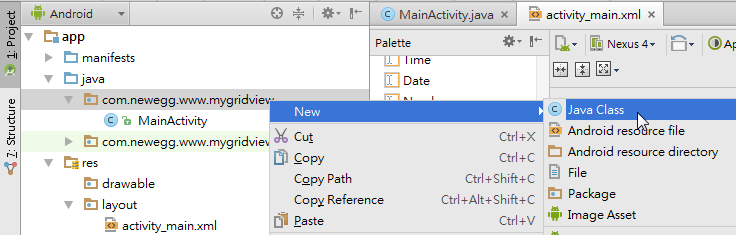 1: Project
7: Structure
Android
app
manifests
java
com.newegg.www.mygridview
MainActivity
com.newegg.www.mygridview
res
drawable
layout
activity_main.xml
MainActivity.java
activity_main.xml
Palette
Nexus 4
Time
Date
New
Cut Ctrl+X
Copy Ctrl+C
Copy Path Ctrl+Shift+C
Copy Reference Ctrl+Alt+Shift+C
Paste Ctrl+V
Java Class
Android resource file
Android resource directory
File
Package
Image Asset